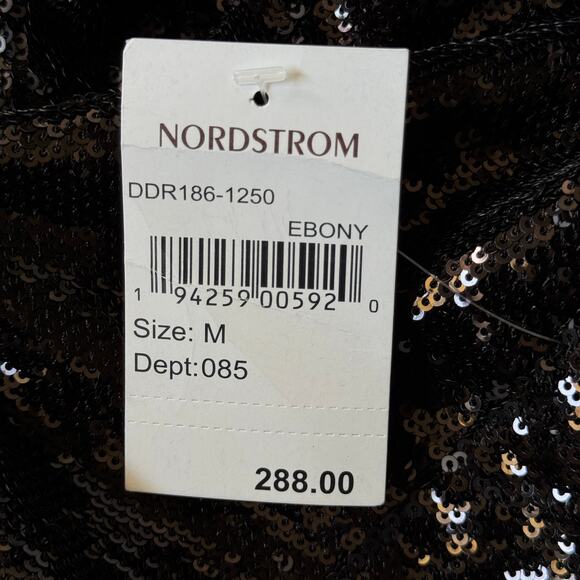 NORDSTROM
DDR186-1250
EBONY
1 94259 00592 0
Size: M
Dept:085
288.00